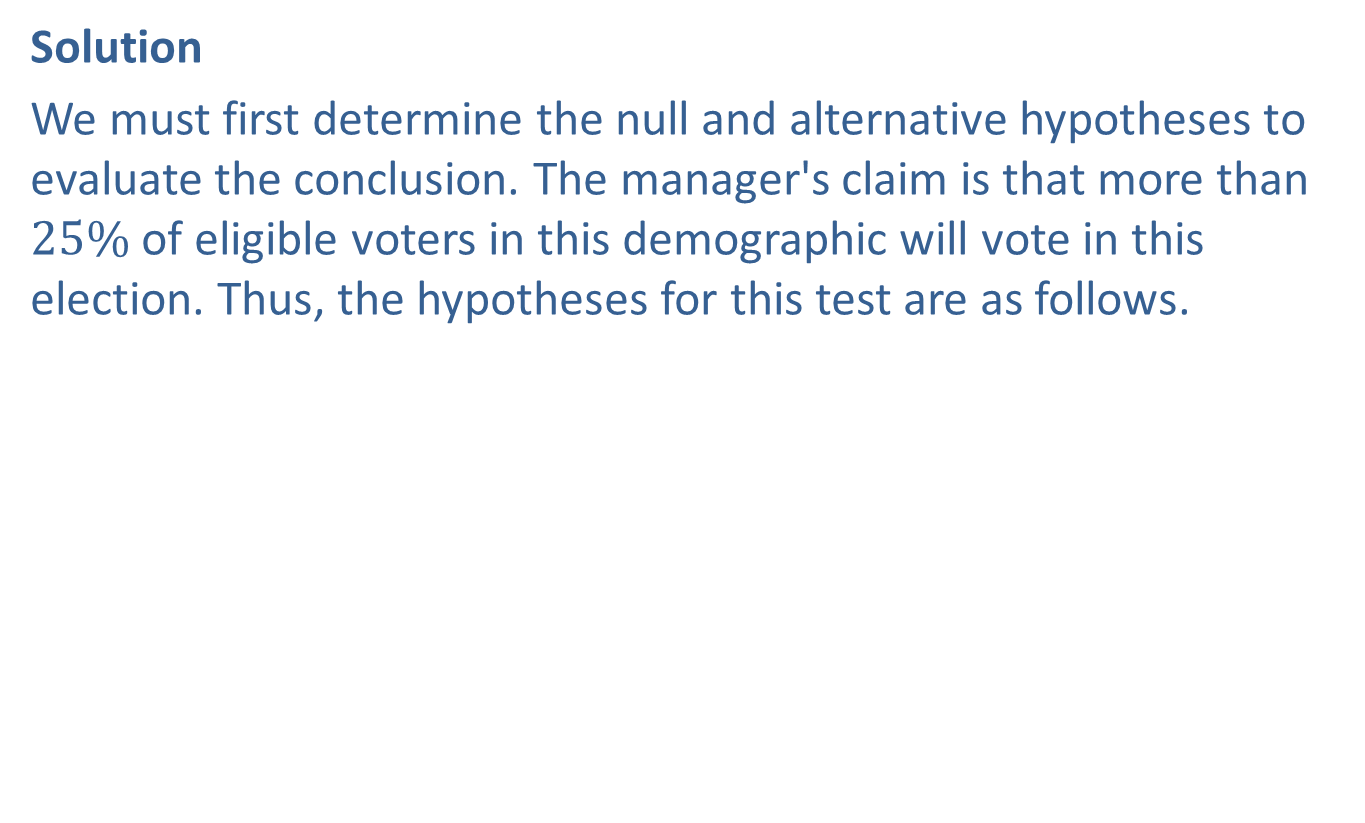 Solution
We must first determine the null and alternative hypotheses to
evaluate the conclusion. The manager's claim is that more than
25% of eligible voters in this demographic will vote in this
election. Thus, the hypotheses for this test are as follows.